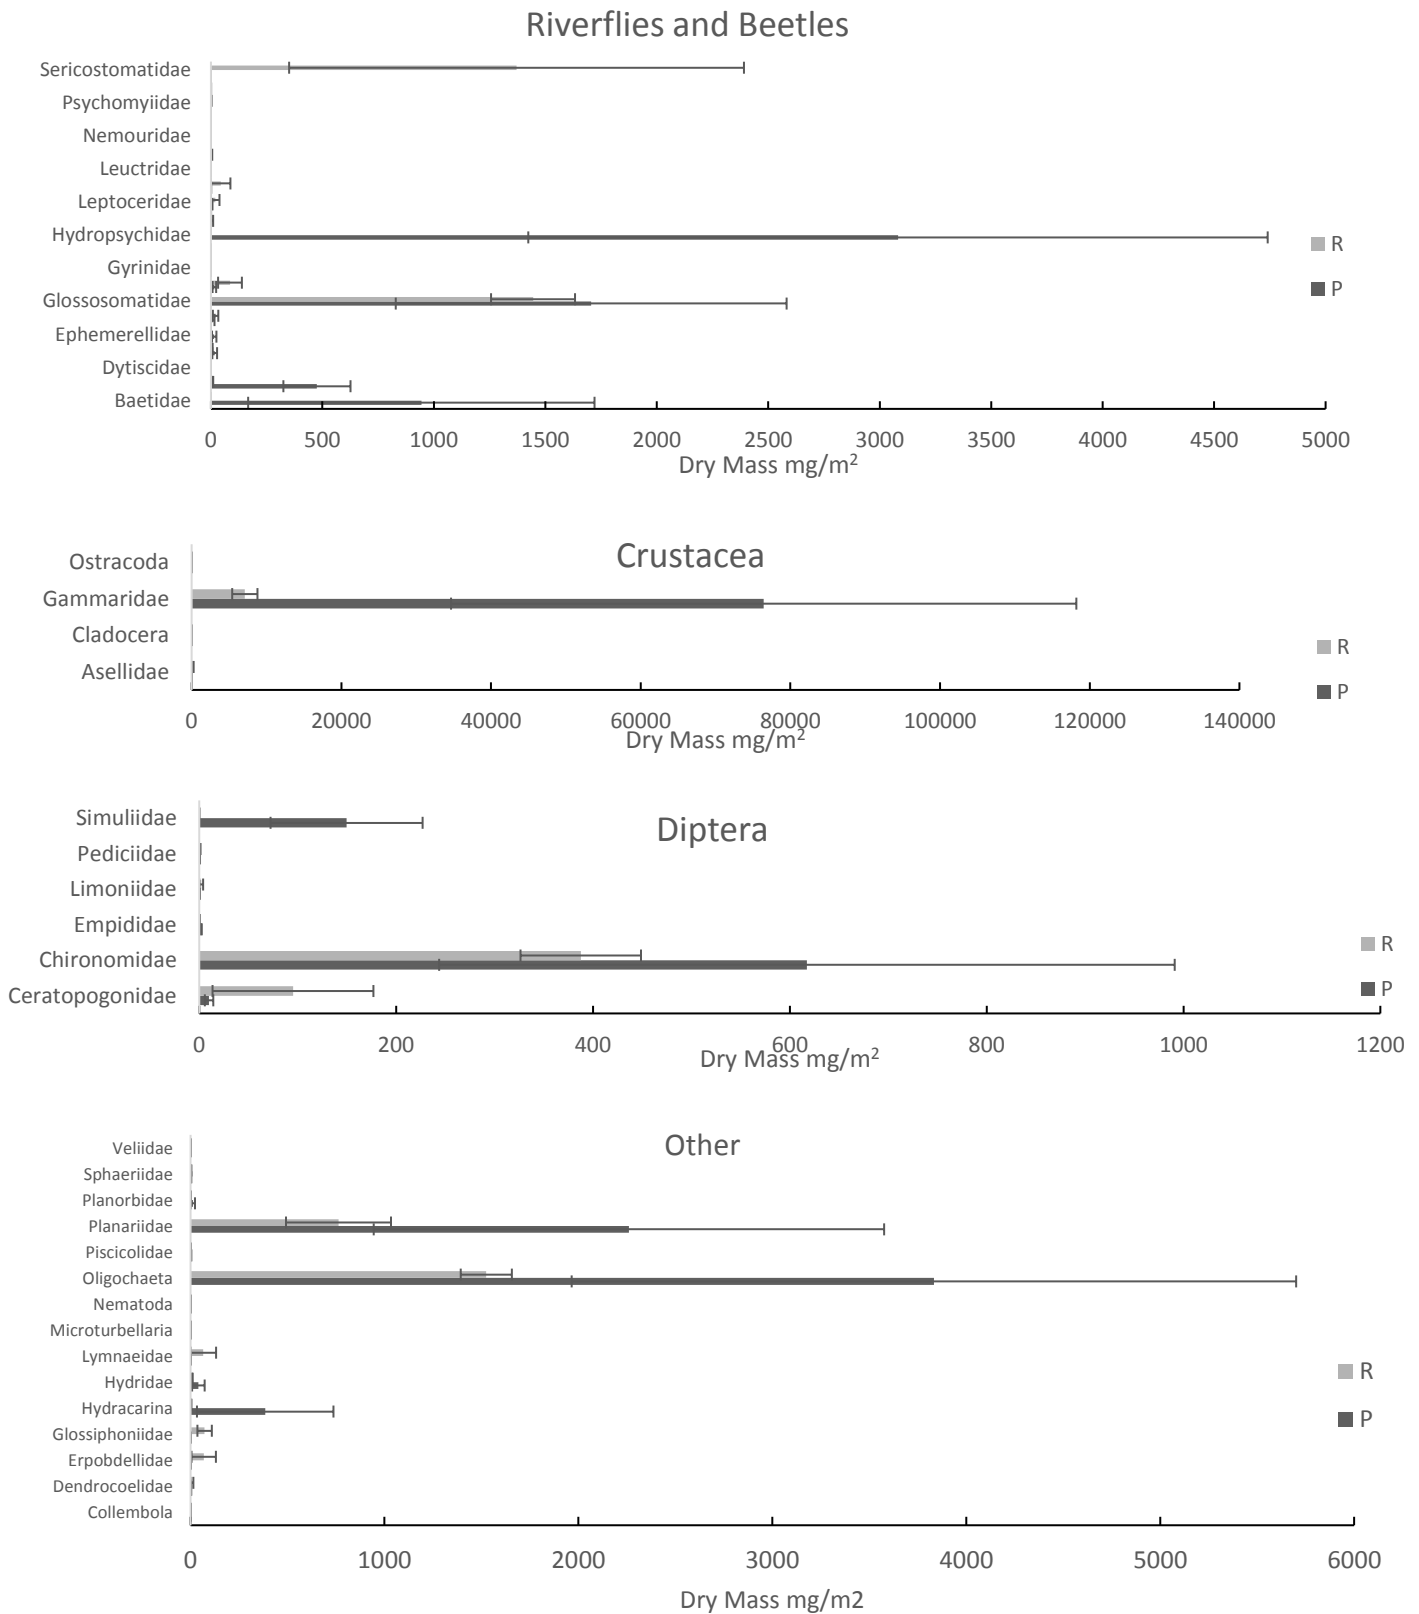 Riverflies and Beetles
Sericostomatidae
Psychomyiidae
Nemouridae
Leuctridae
Leptoceridae
Hydropsychidae
Gyrinidae
Glossosomatidae
Ephemerellidae
Dytiscidae
Baetidae
R
P
0 500 1000 1500 2000 2500 3000 3500 4000 4500 5000
Dry Mass mg/m²
Crustacea
Ostracoda
Gammaridae
Cladocera
Asellidae
R
P
0 20000 40000 60000 80000 100000 120000 140000
Dry Mass mg/m²
Diptera
Simuliidae
Pediciidae
Limoniidae
Empididae
Chironomidae
Ceratopogonidae
R
P
0 200 400 600 800 1000 1200
Dry Mass mg/m²
Other
Veliidae
Sphaeriidae
Planorbidae
Planariidae
Piscicolidae
Oligochaeta
Nematoda
Microturbellaria
Lymnaeidae
Hydridae
Hydracarina
Glossiphoniidae
Erpobdellidae
Dendrocoelidae
Collembola
R
P
0 1000 2000 3000 4000 5000 6000
Dry Mass mg/m2